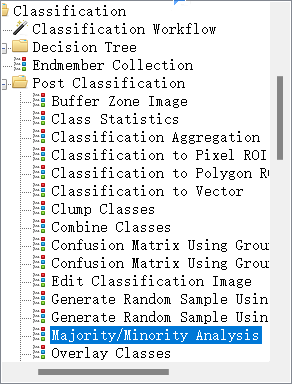 Classification
Classification Workflow
Decision Tree
Endmember Collection
Post Classification
Buffer Zone Image
Class Statistics
Classification Aggregation
Classification to Pixel ROI
Classification to Polygon RO
Classification to Vector
Clump Classes
Combine Classes
Confusion Matrix Using Grou
Confusion Matrix Using Grou
Edit Classification Image
Generate Random Sample Usin
Generate Random Sample Usin
Majority/Minority Analysis
Overlay Classes